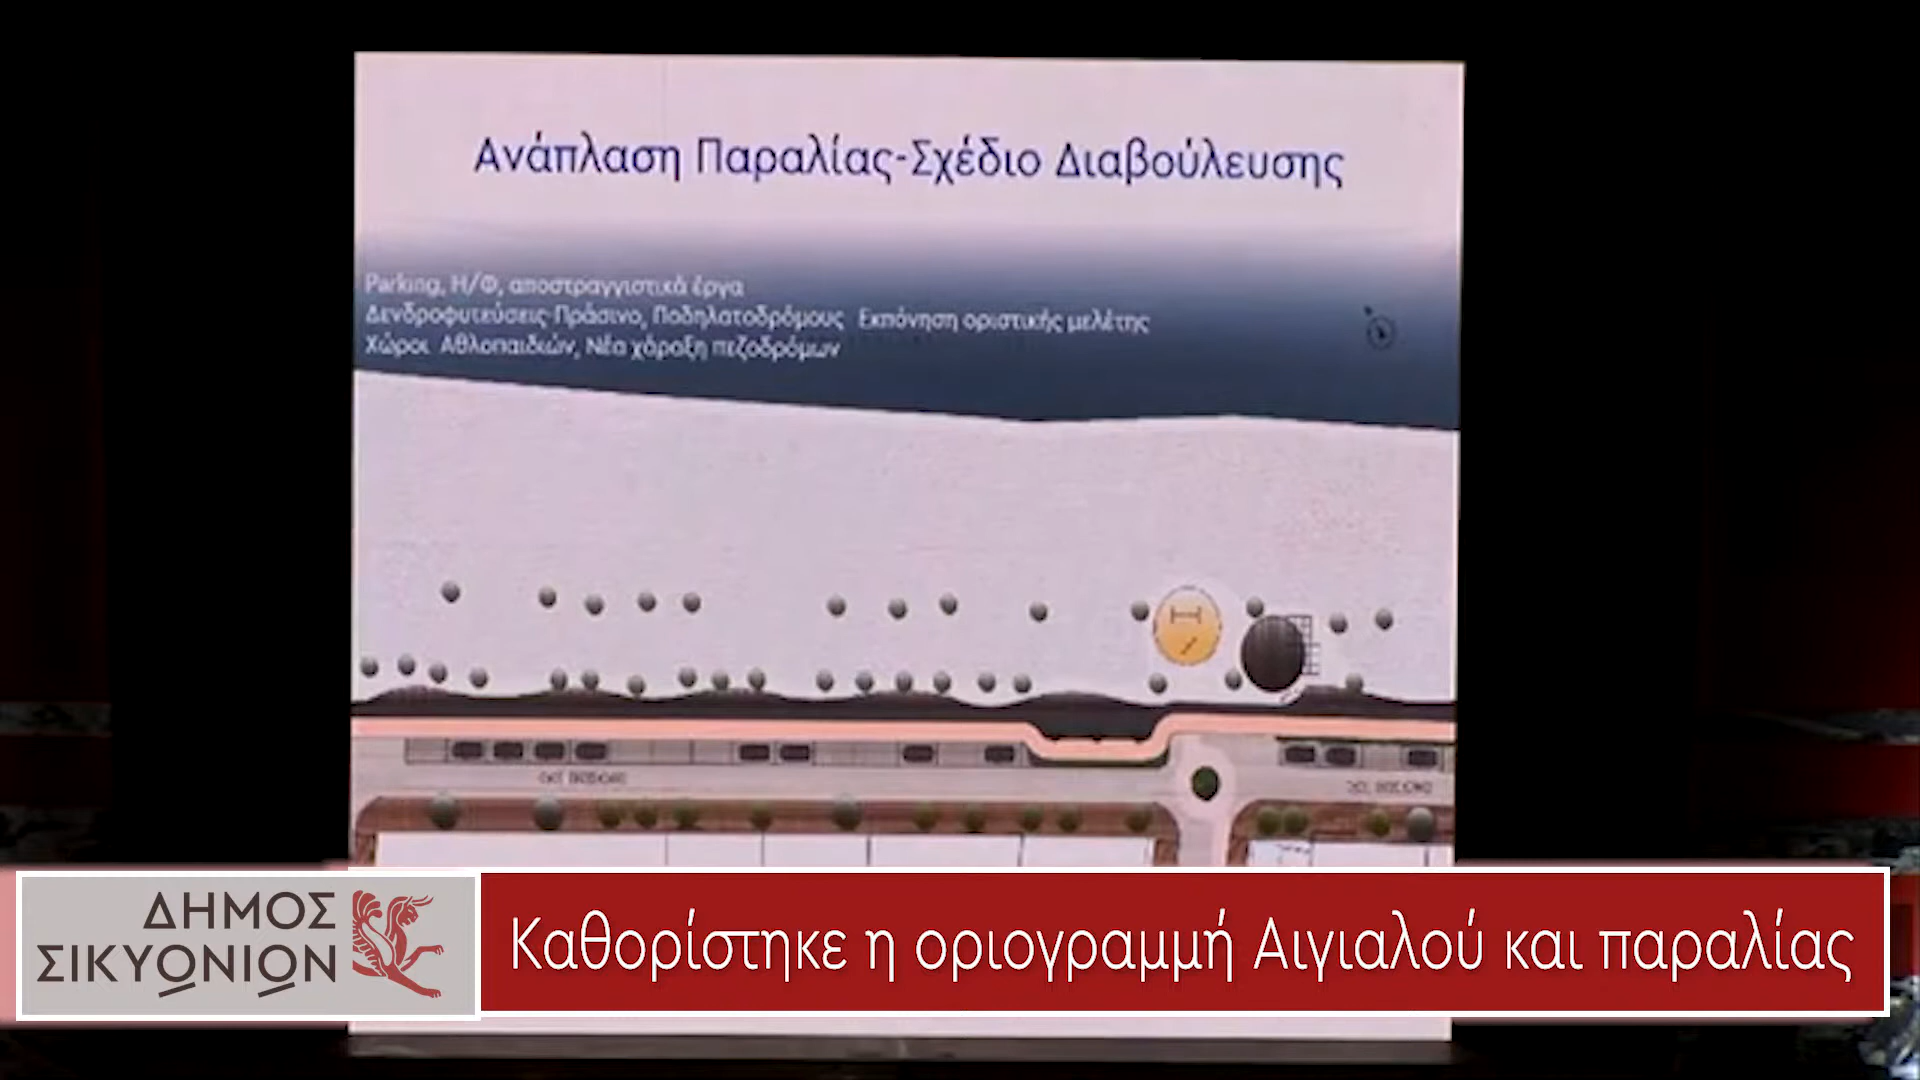 Ανάπλαση Παραλίας-Σχέδιο Διαβούλευσης
Parking, Η/Φ, αποστραγγιστικά έργα
Δενδροφυτεύσεις-Πράσινο, Ποδηλατοδρόμους Εκπόνηση οριστικής μελέτης
Χώροι Αθλοπαιδιών, Νέα χάραξη πεζοδρόμων
ΔΗΜΟΣ
ΣΙΚΥΩΝΙΩΝ
Καθορίστηκε η οριογραμμή Αιγιαλού και παραλίας